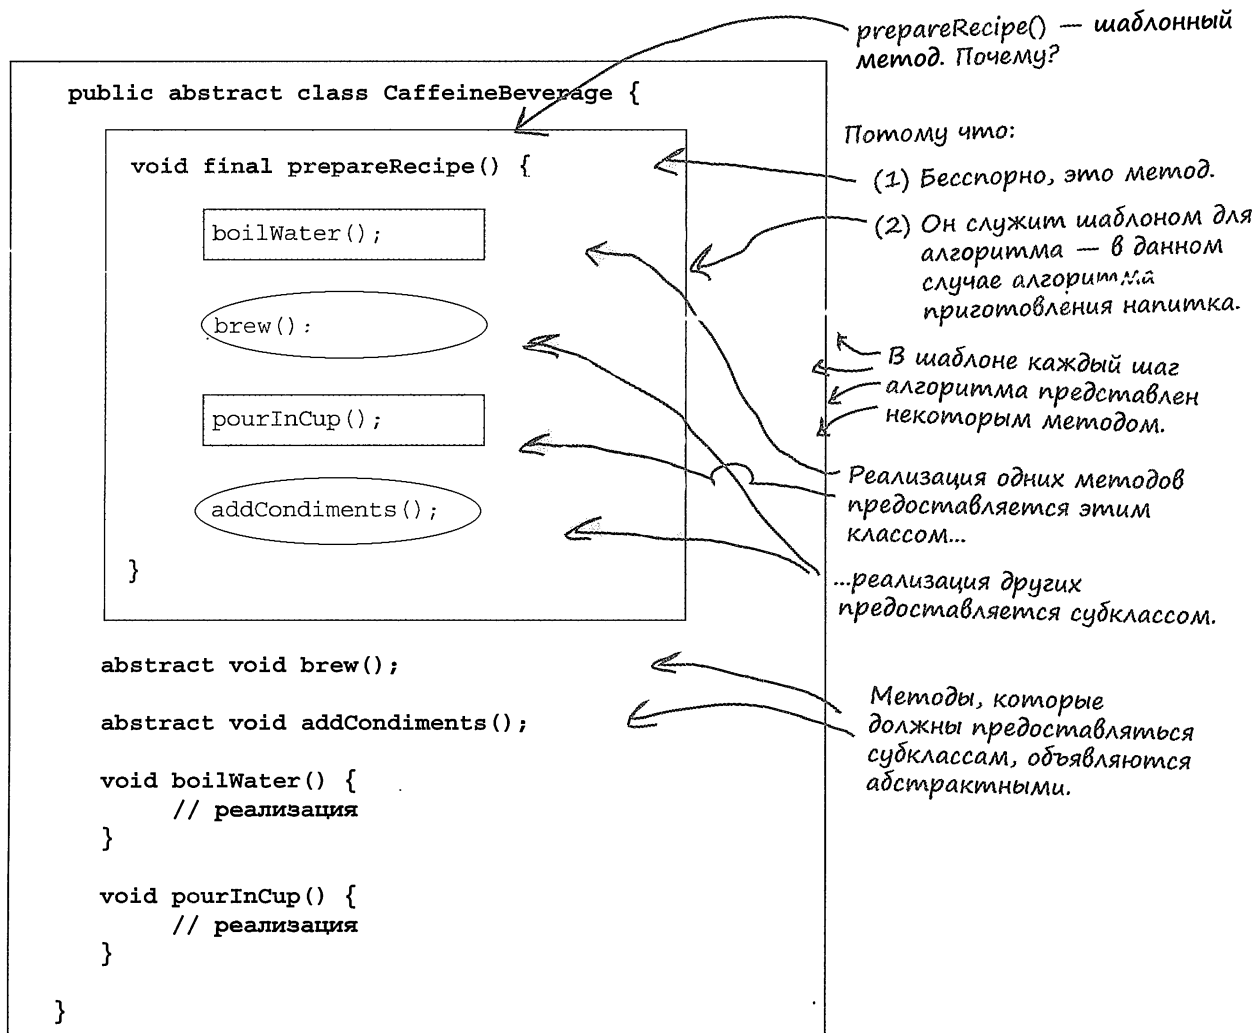 prepareRecipe() — шаблонный
метод. Почему?
public abstract class CaffeineBeverage {
Потому что:
void final prepareRecipe() {
(1) Бесспорно, это метод.
(2) Он служит шаблоном для
алгоритма — в данном
случае алгоритма
приготовления напитка.
boilWater();
brew();
pourInCup();
addCondiments();
}
В шаблоне каждый шаг
алгоритма представлен
некоторым методом.
Реализация одних методов
предоставляется этим
классом...
...реализация других
предоставляется субклассом.
abstract void brew();
abstract void addCondiments();
Методы, которые
должны предоставляться
субклассам, объявляются
абстрактными.
void boilWater() {
// реализация
}
void pourInCup() {
// реализация
}
}